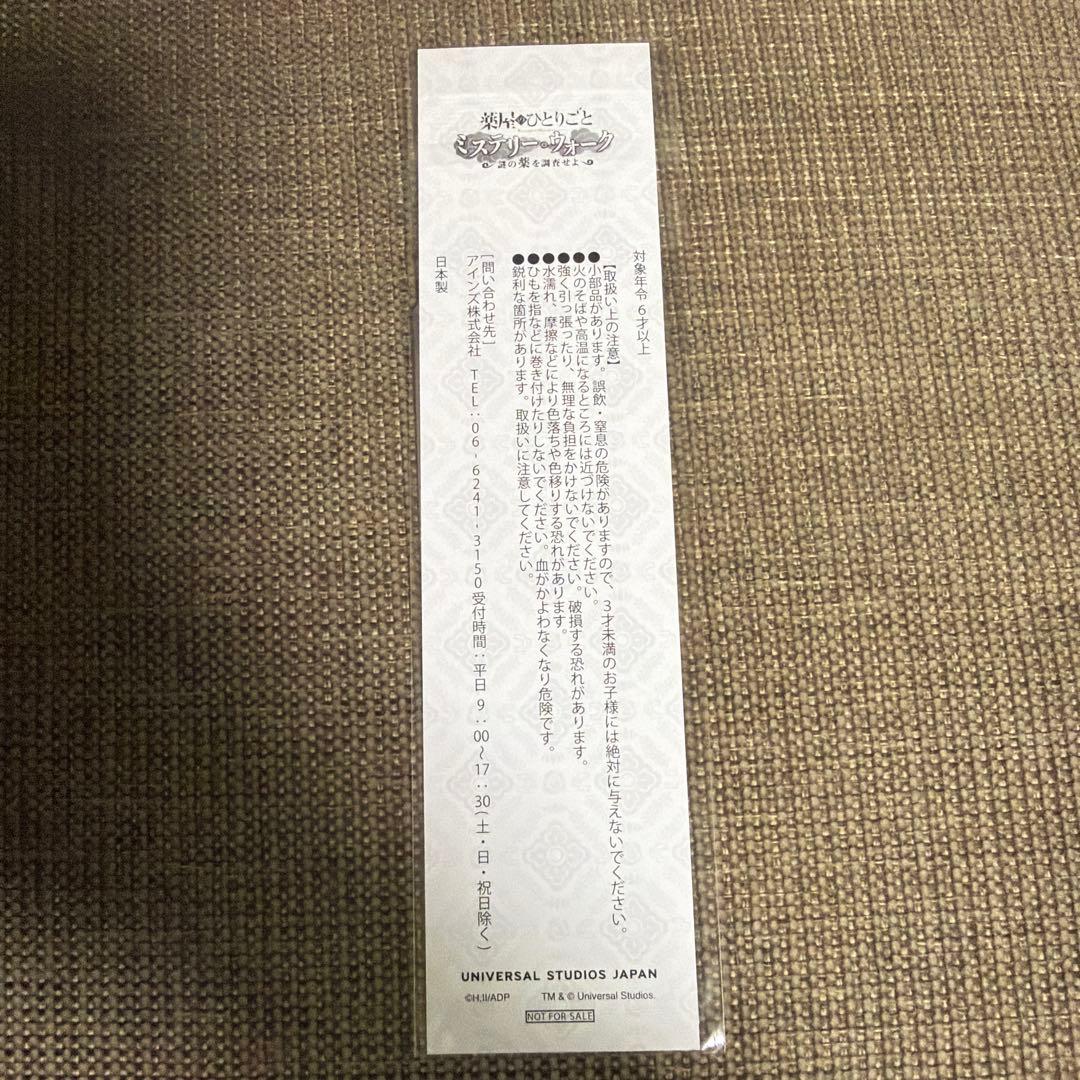 薬屋のひとりごと
ミステリー・ウォーク
謎の薬を調査せよ
対象年令 6才以上
【取扱い上の注意】
●小部品があります。誤飲・窒息の危険がありますので、3才未満のお子様には絶対に与えないでください。
●火のそばや高温になるところには近づけないでください。
●強く引っ張ったり、無理な負担をかけないでください。破損する恐れがあります。
●水濡れ、摩擦などにより色落ちや色移りする恐れがあります。
●ひもを指などに巻き付けたりしないでください。血がかよわなくなり危険です。
●鋭利な箇所があります。取扱いに注意してください。
[問い合わせ先]
アインズ株式会社 TEL:06-6241-3150 受付時間:平日 9:00~17:30(土・日・祝日除く)
日本製
UNIVERSAL STUDIOS JAPAN
©H,II/ADP TM & © Universal Studios.
NOT FOR SALE